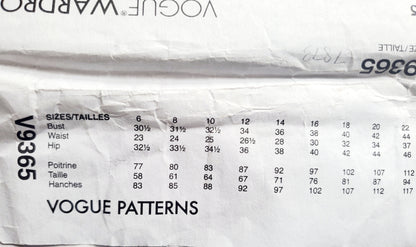 VOGUE® WARDRO
S
SIZE/TAILLE
V9365
V9365
SIZES/TAILLES 6 8 10 12 14 16 18 20 22
Bust 30½ 31½ 32½ 34 36 38 40 42 44
Waist 23 24 25 26½ 28 30 32 34 37
Hip 32½ 33½ 34½ 36 38 40 42 44 46
Poitrine 77 80 83 87 92 97 102 107 112
Taille 58 61 64 67 71 76 81 87 94
Hanches 83 85 88 92 97 102 107 112 117
VOGUE PATTERNS